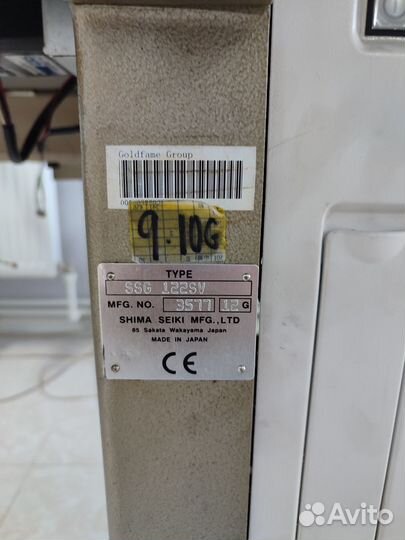 Goldfame Group
9.10G
TYPE
SSG 122SV
MFG. NO. 3577 12 G
SHIMA SEIKI MFG.,LTD
85 Sakata Wakayama Japan
MADE IN JAPAN
CE
Avito